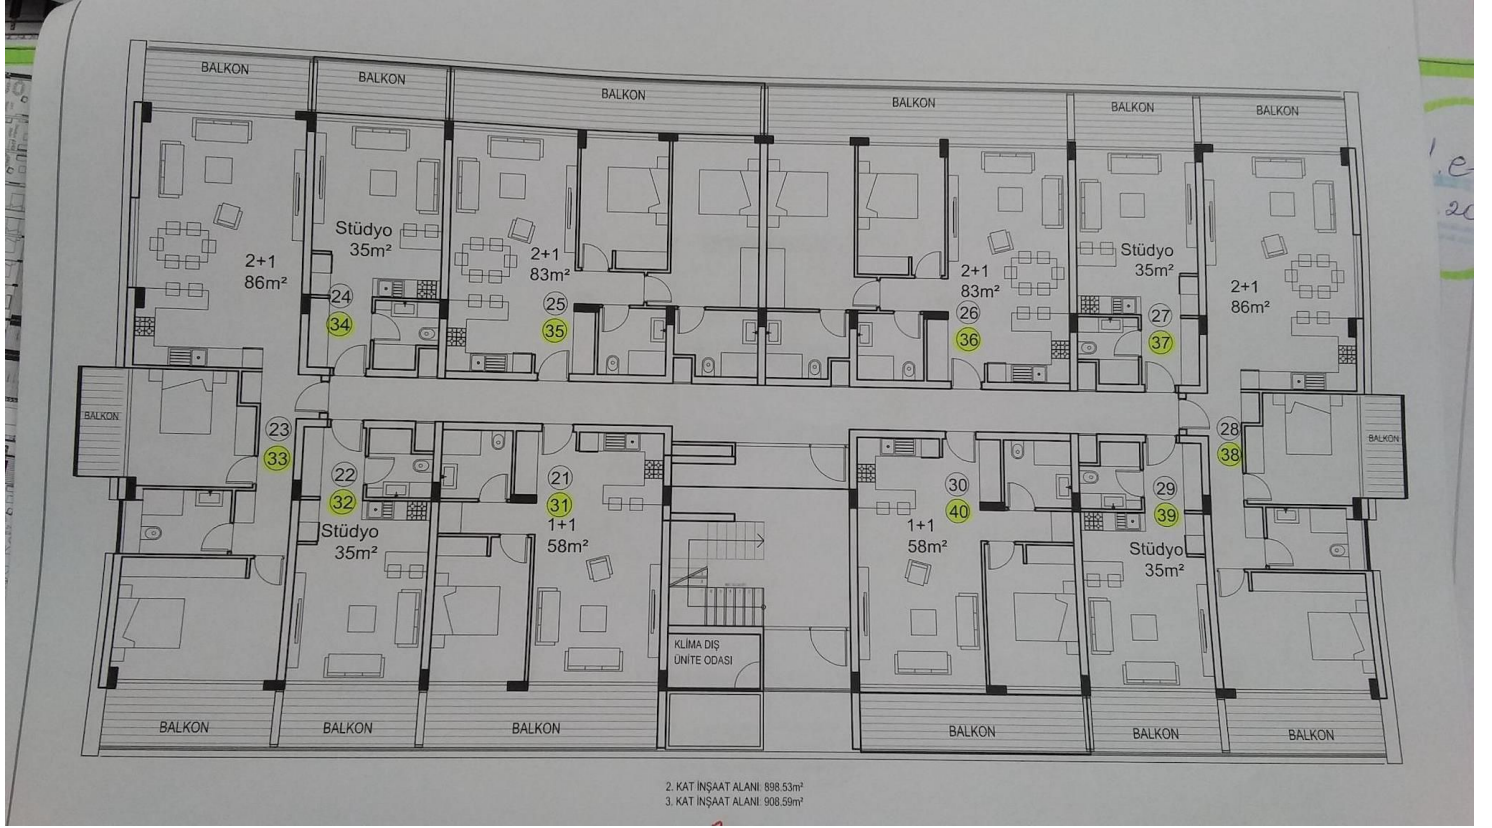 BALKON
BALKON
BALKON
BALKON
BALKON
BALKON
2+1
86m²
Stüdyo
35m²
24
34
2+1
83m²
25
35
2+1
83m²
26
36
Stüdyo
35m²
27
37
2+1
86m²
BALKON
23
33
22
32
Stüdyo
35m²
21
31
1+1
58m²
30
40
1+1
58m²
29
39
Stüdyo
35m²
28
38
BALKON
KLİMA DIŞ
ÜNİTE ODASI
BALKON
BALKON
BALKON
BALKON
BALKON
BALKON
2. KAT İNŞAAT ALANI: 898.53m²
3. KAT İNŞAAT ALANI: 908.59m²